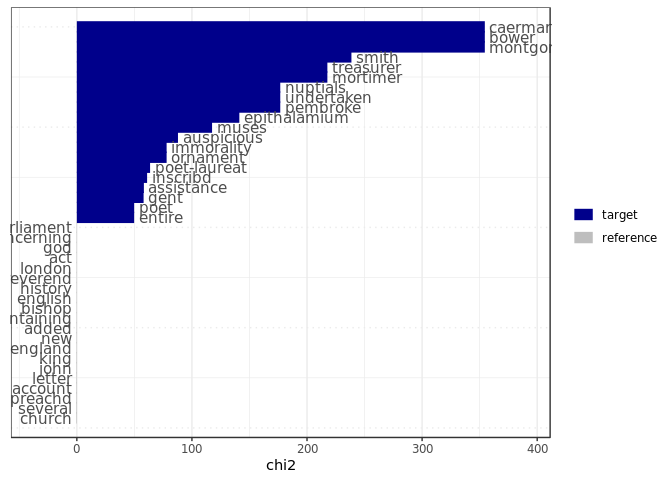 caermar
bower
montgor
smith
treasurer
mortimer
nuptials
undertaken
pembroke
epithalamium
muses
auspicious
immorality
ornament
poet-laureat
inscribd
assistance
gent
poet
entire
rliament
ncerning
god
act
london
everend
history
english
bishop
ntaining
added
new
england
king
john
letter
account
preachd
several
church
target
reference
0 100 200 300 400
chi2